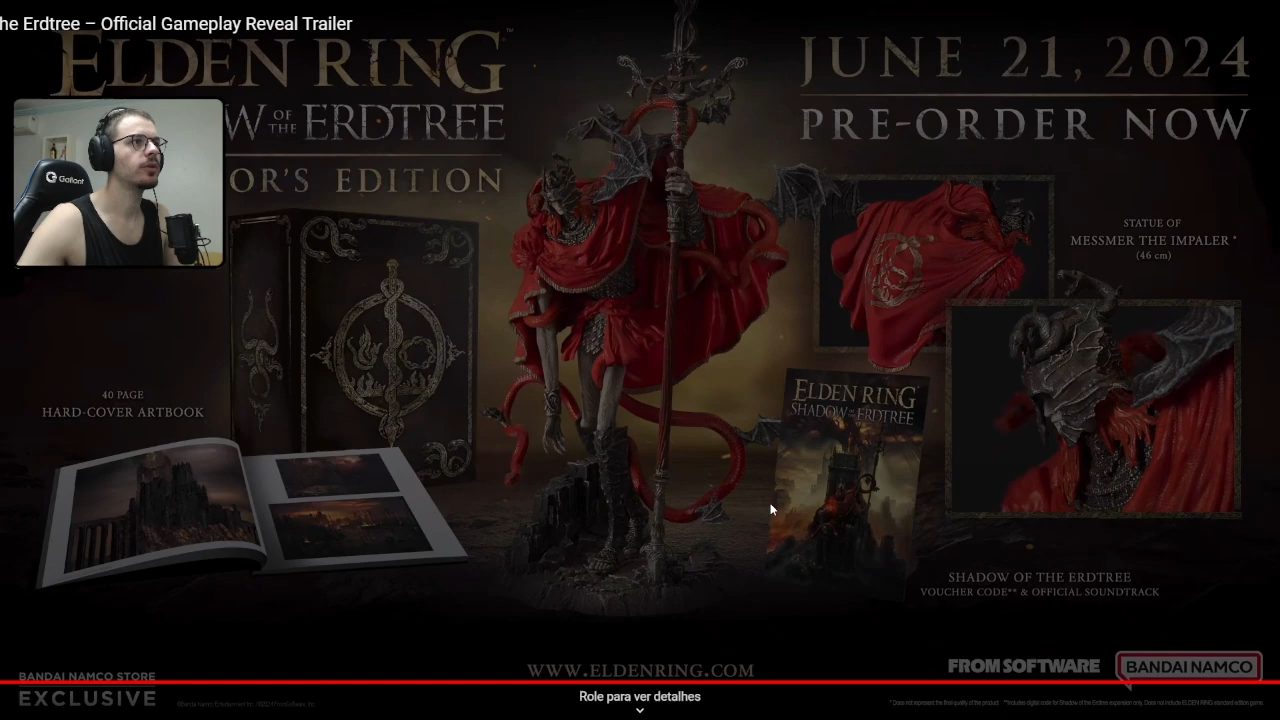 he Erdtree – Official Gameplay Reveal Trailer
ELDEN RING™
W OF THE ERDTREE
OR'S EDITION
JUNE 21, 2024
PRE-ORDER NOW
Gallant
STATUE OF
MESSMER THE IMPALER *
(46 cm)
40 PAGE
HARD-COVER ARTBOOK
ELDEN RING
SHADOW OF THE ERDTREE
SHADOW OF THE ERDTREE
VOUCHER CODE** & OFFICIAL SOUNDTRACK
BANDAI NAMCO STORE
EXCLUSIVE
WWW.ELDENRING.COM
FROMSOFTWARE
BANDAI NAMCO
Role para ver detalhes